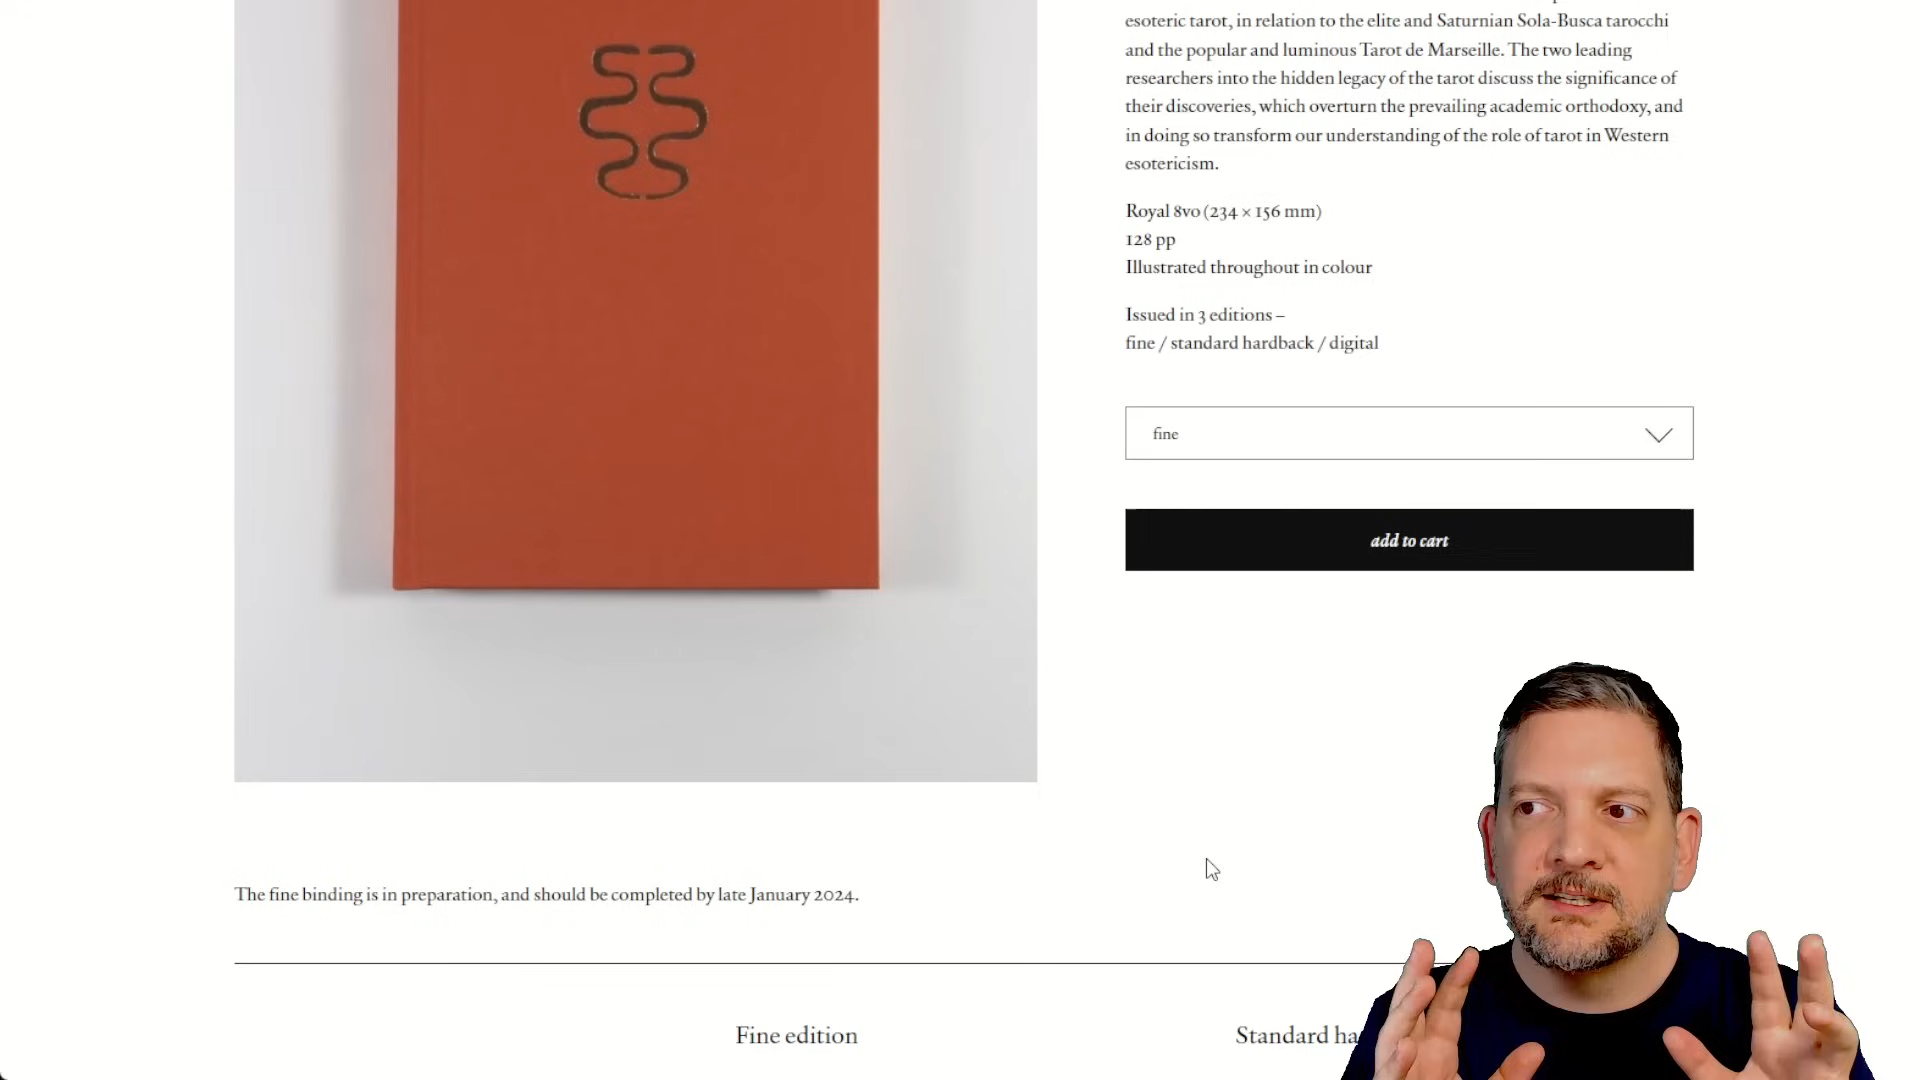 esoteric tarot, in relation to the elite and Saturnian Sola-Busca tarocchi
and the popular and luminous Tarot de Marseille. The two leading
researchers into the hidden legacy of the tarot discuss the significance of
their discoveries, which overturn the prevailing academic orthodoxy, and
in doing so transform our understanding of the role of tarot in Western
esotericism.
Royal 8vo (234 × 156 mm)
128 pp
Illustrated throughout in colour
Issued in 3 editions –
fine / standard hardback / digital
fine
add to cart
The fine binding is in preparation, and should be completed by late January 2024.
Fine edition
Standard ha